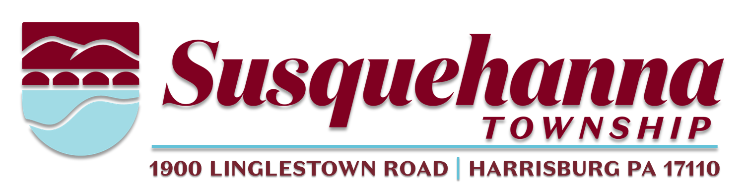 Susquehanna
TOWNSHIP
1900 LINGLESTOWN ROAD | HARRISBURG PA 17110